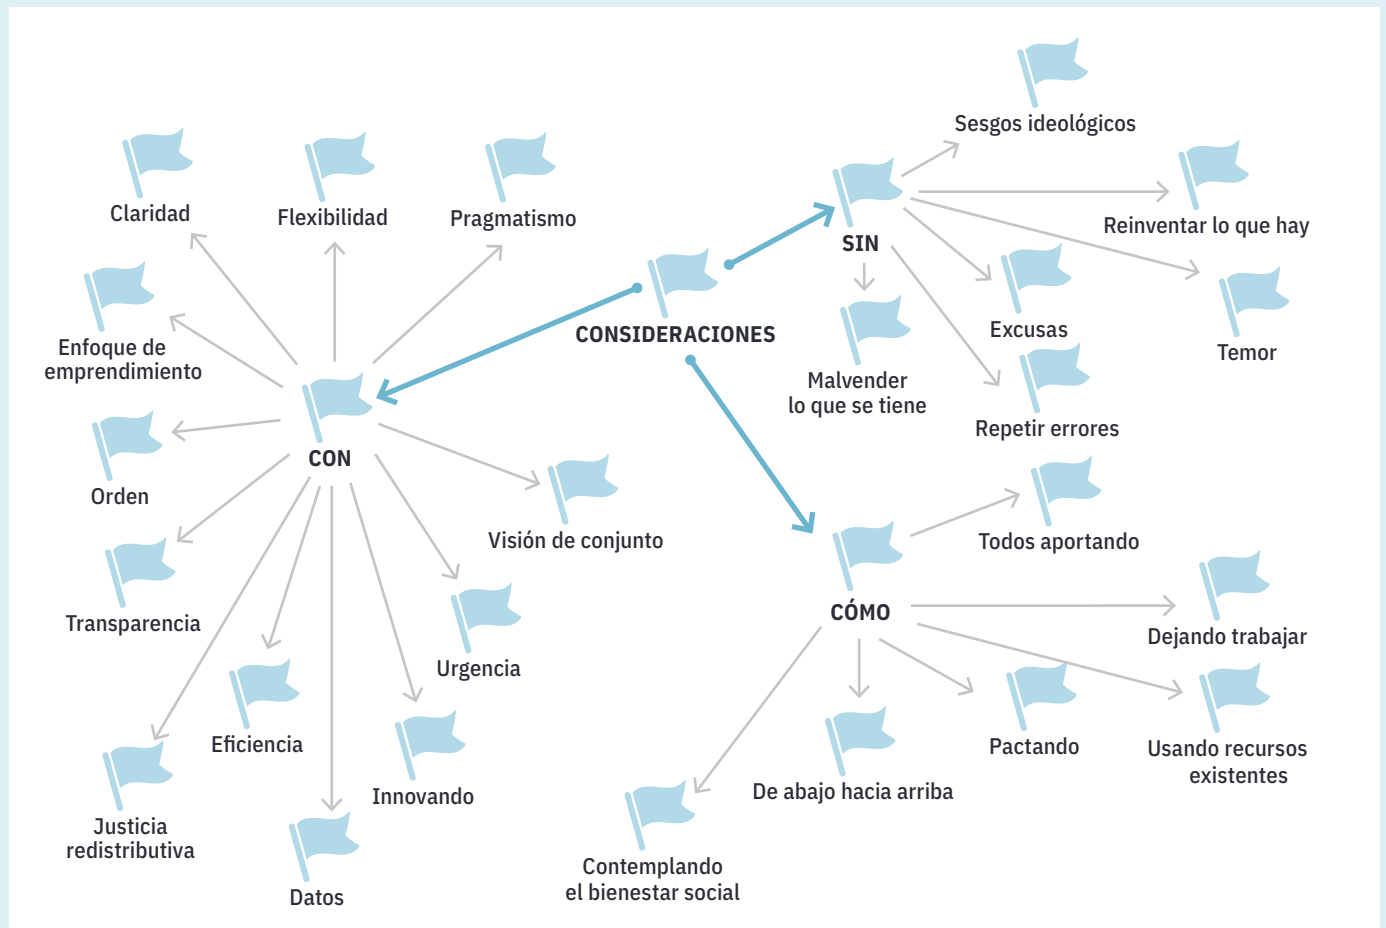 CONSIDERACIONES
CON
Claridad
Flexibilidad
Pragmatismo
Enfoque de
emprendimiento
Orden
Transparencia
Justicia
redistributiva
Eficiencia
Datos
Innovando
Urgencia
Visión de conjunto
SIN
Sesgos ideológicos
Reinventar lo que hay
Temor
Excusas
Repetir errores
Malvender
lo que se tiene
CÓMO
Todos aportando
Dejando trabajar
Usando recursos
existentes
Pactando
De abajo hacia arriba
Contemplando
el bienestar social